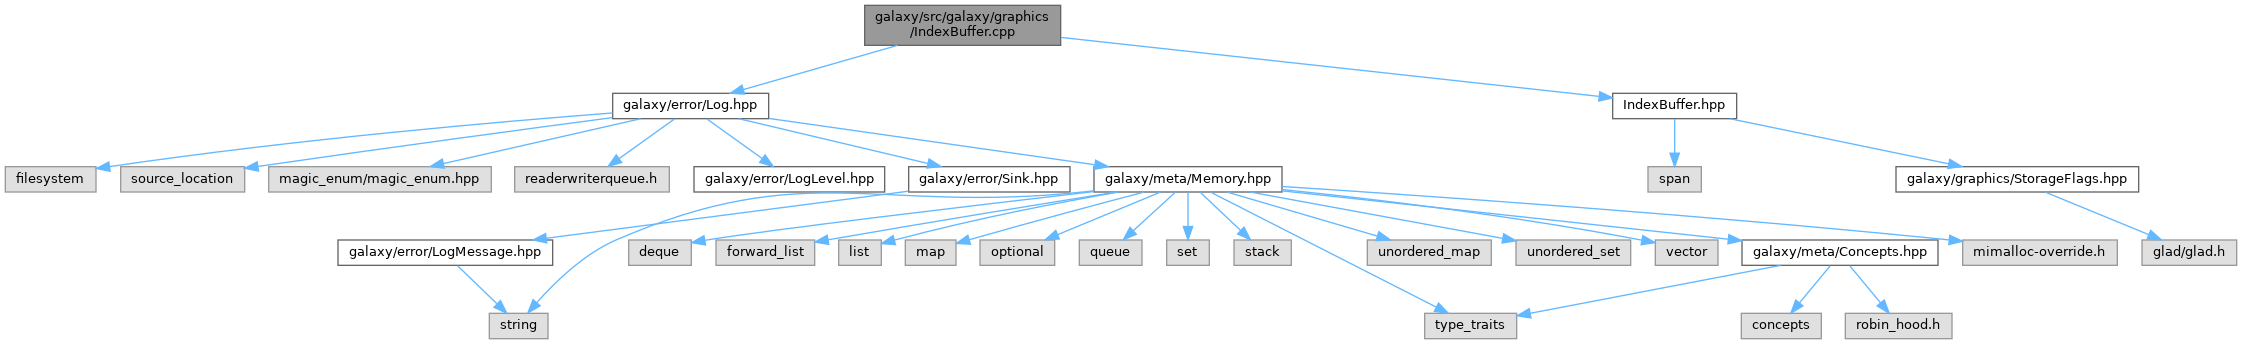 galaxy/src/galaxy/graphics
/IndexBuffer.cpp
galaxy/error/Log.hpp
IndexBuffer.hpp
filesystem
source_location
magic_enum/magic_enum.hpp
readerwriterqueue.h
galaxy/error/LogLevel.hpp
galaxy/error/Sink.hpp
galaxy/meta/Memory.hpp
span
galaxy/graphics/StorageFlags.hpp
galaxy/error/LogMessage.hpp
deque
forward_list
list
map
optional
queue
set
stack
unordered_map
unordered_set
vector
galaxy/meta/Concepts.hpp
mimalloc-override.h
glad/glad.h
string
type_traits
concepts
robin_hood.h